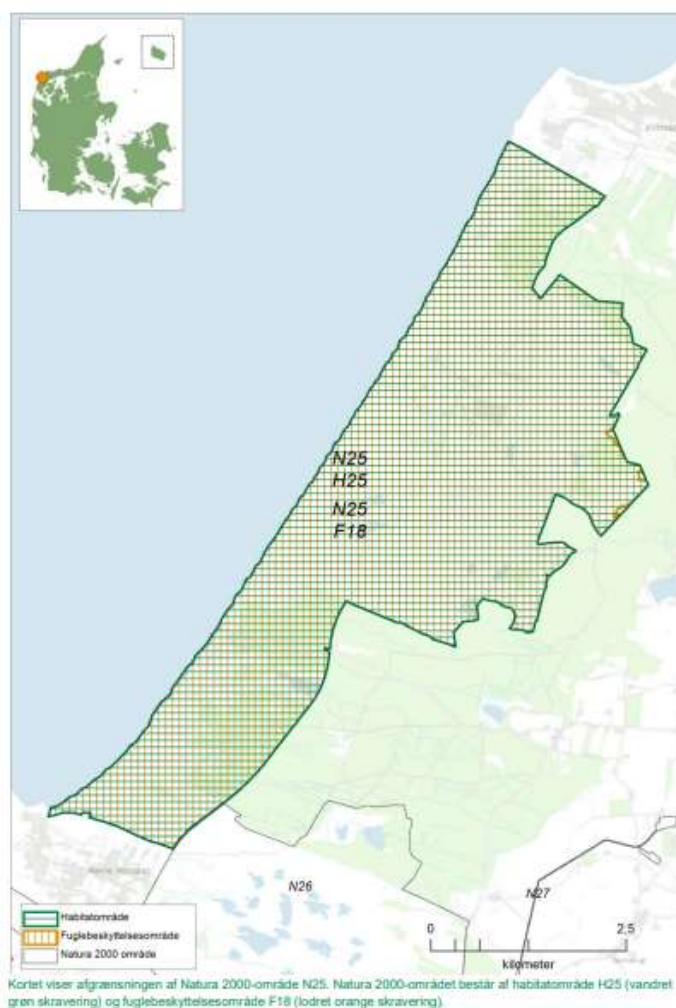 N25
H25
N25
F18
N26
N27
Habitatområde
Fuglebeskyttelsesområde
Natura 2000 område
0 2,5
kilometer
Kortet viser afgrænsningen af Natura 2000-område N25. Natura 2000-området består af habitatområde H25 (vandret
grøn skravering) og fuglebeskyttelsesområde F18 (lodret orange skravering)